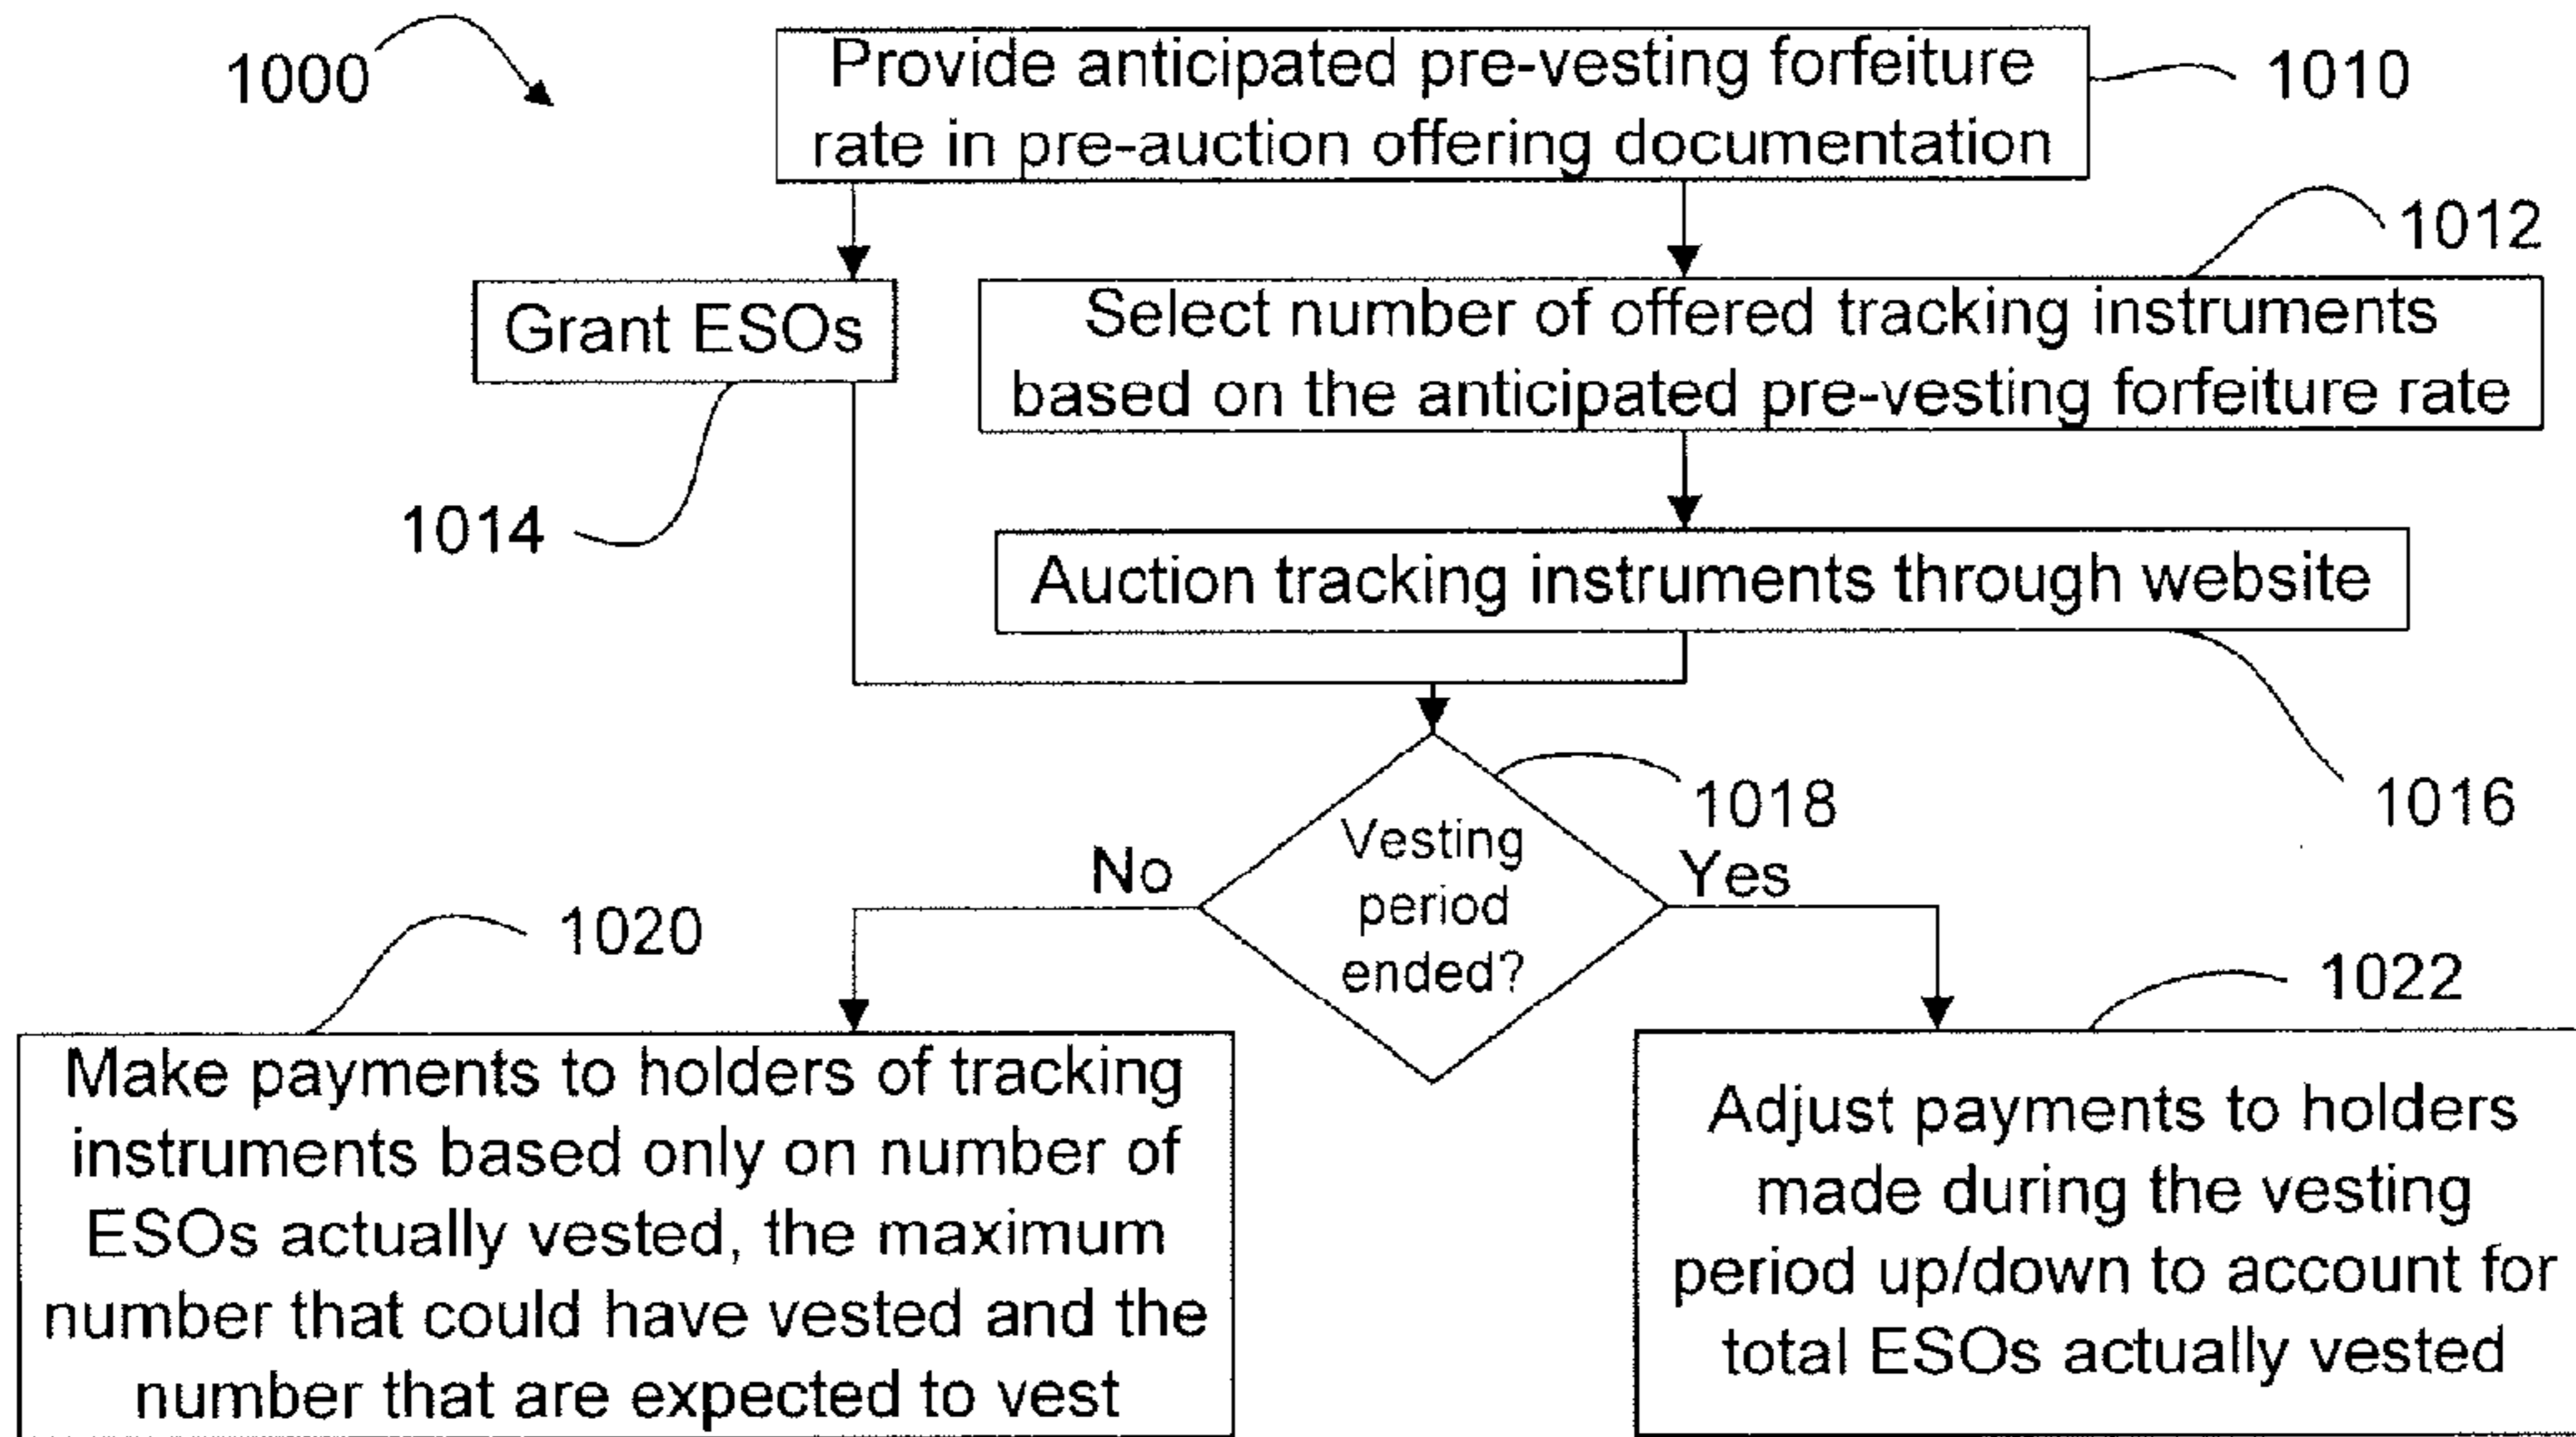 1000
Provide anticipated pre-vesting forfeiture
rate in pre-auction offering documentation
1010
1012
Grant ESOs
Select number of offered tracking instruments
based on the anticipated pre-vesting forfeiture rate
1014
Auction tracking instruments through website
1016
1018
Vesting
period
ended?
No
Yes
1020
1022
Make payments to holders of tracking
instruments based only on number of
ESOs actually vested, the maximum
number that could have vested and the
number that are expected to vest
Adjust payments to holders
made during the vesting
period up/down to account for
total ESOs actually vested